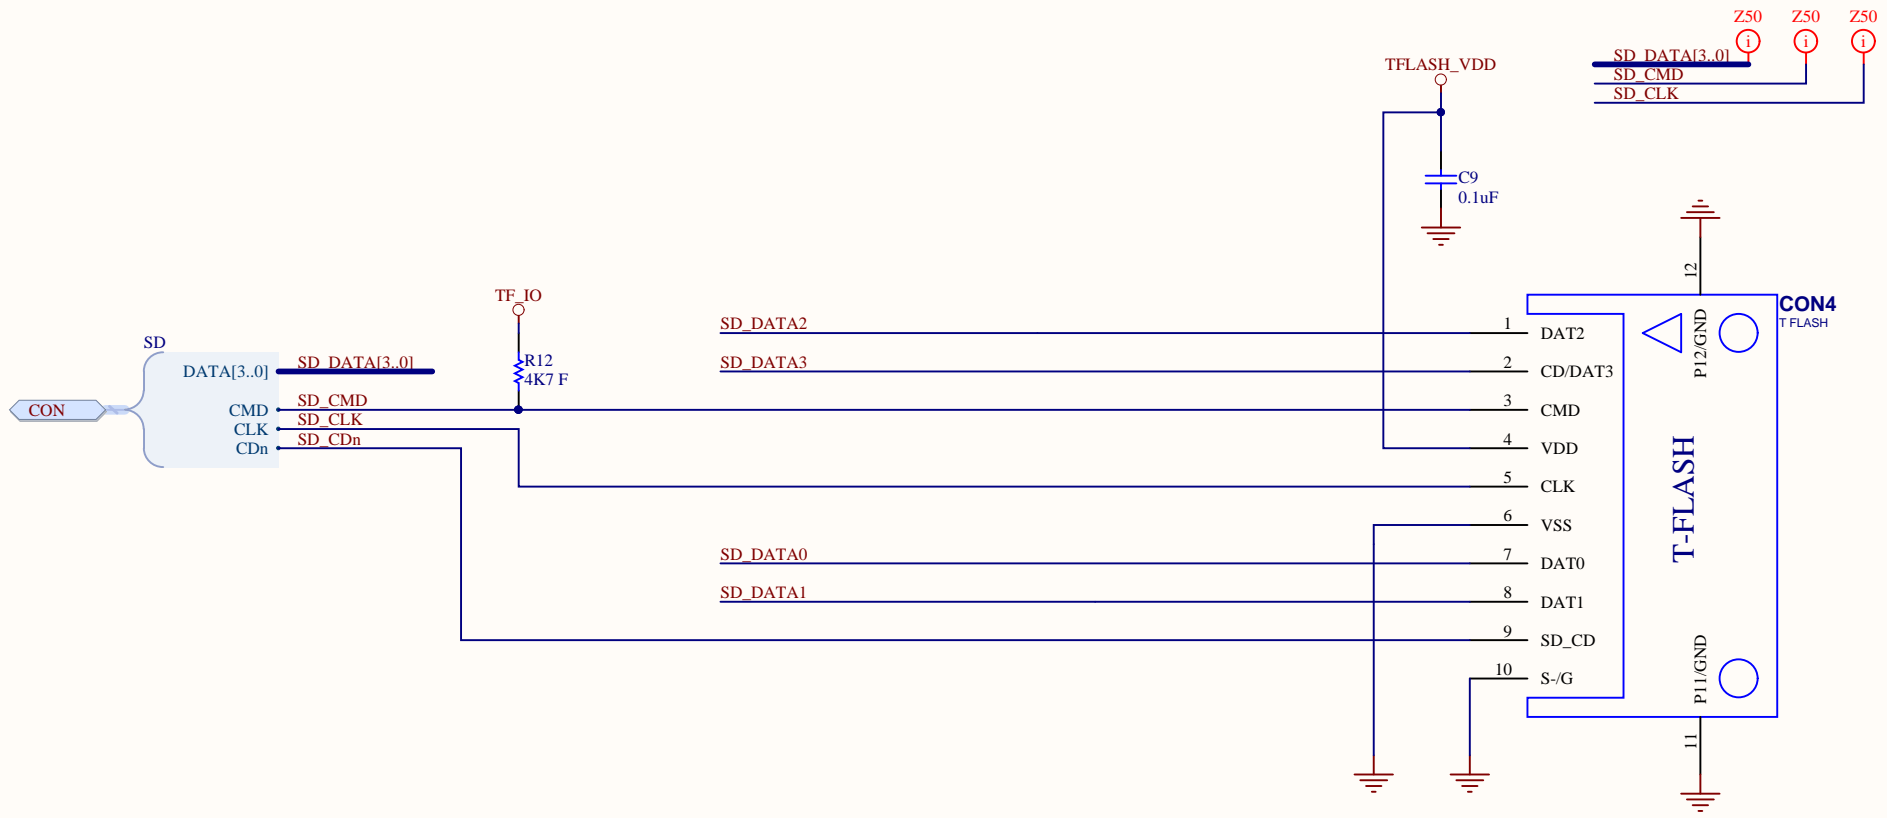 Z50 Z50 Z50
i i i
SD_DATA[3..0]
SD_CMD
SD_CLK
TFLASH_VDD
C9
0.1uF
12
TF_IO
R12
4K7 F
SD
CON
DATA[3..0]
CMD
CLK
CDn
SD_DATA[3..0]
SD_CMD
SD_CLK
SD_CDn
SD_DATA2
SD_DATA3
SD_DATA0
SD_DATA1
1 DAT2
2 CD/DAT3
3 CMD
4 VDD
5 CLK
6 VSS
7 DAT0
8 DAT1
9 SD_CD
10 S-/G
P12/GND
CON4
T FLASH
T-FLASH
P11/GND
11